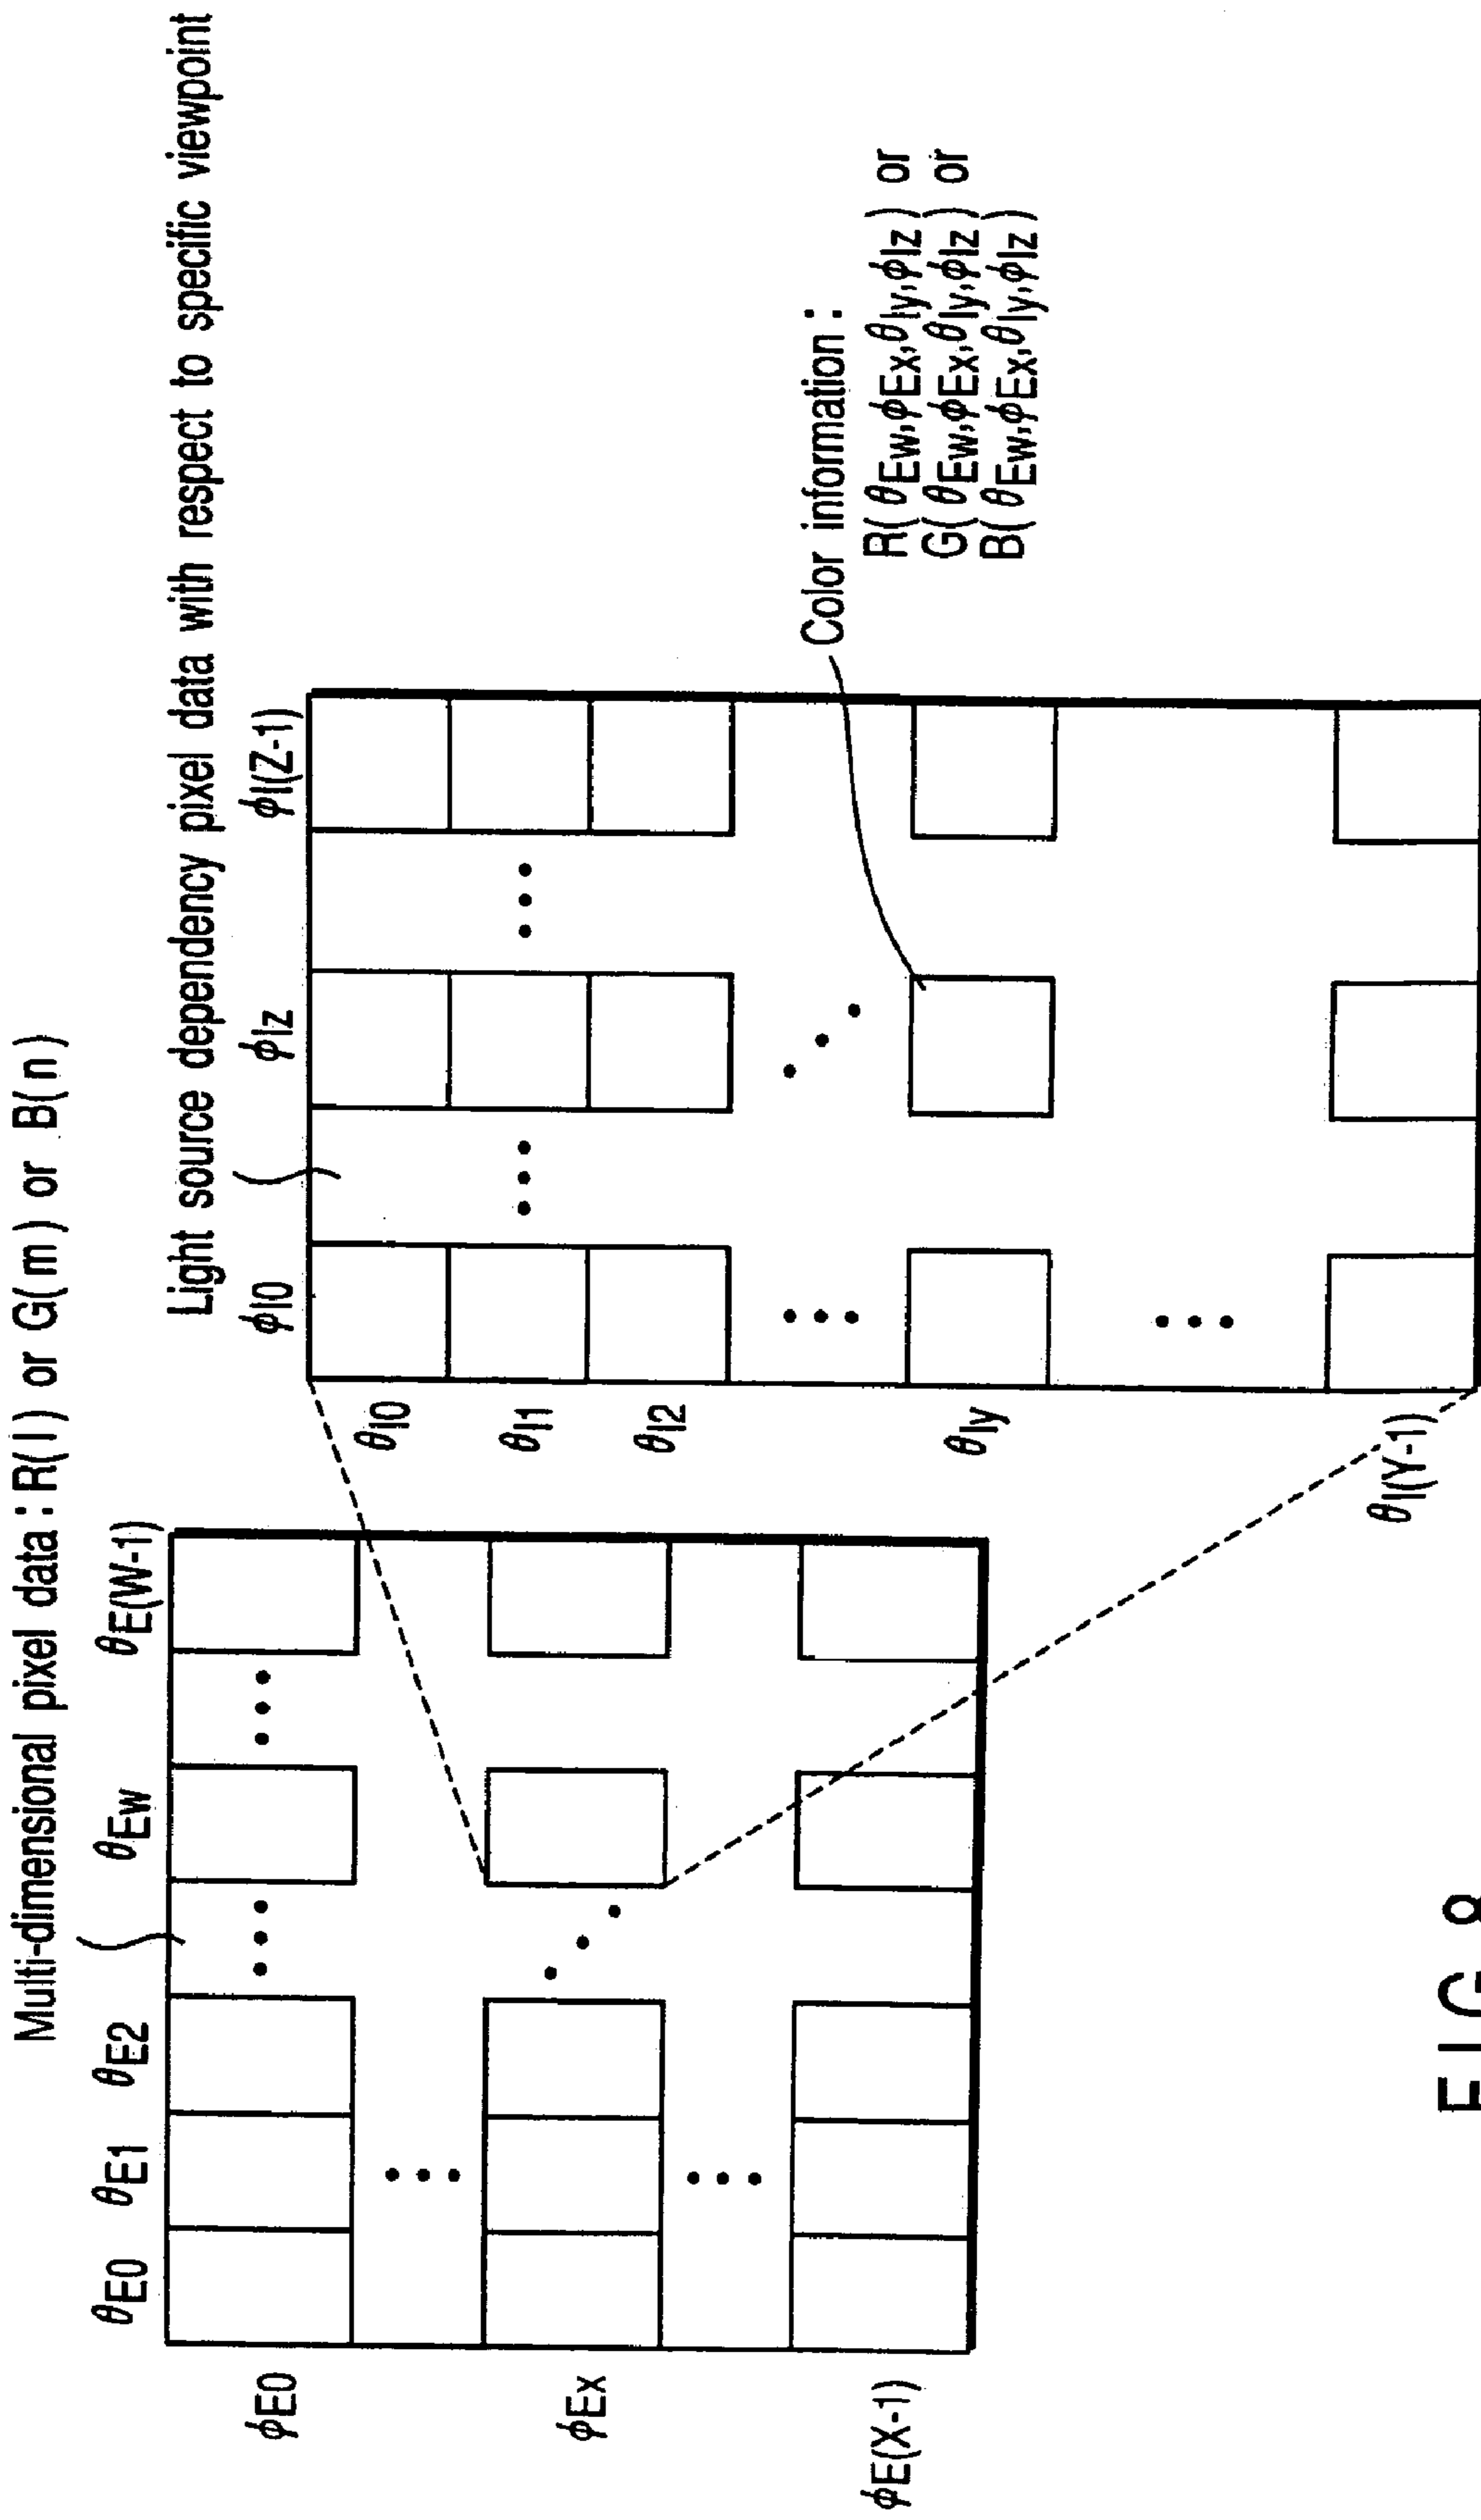 Multi-dimensional pixel data : R( l ) or G( m ) or B( n )
θE0 θE1 θE2 θEw θE(W-1)
φE0
φEx
φE(X-1)
Light source dependency pixel data with respect to specific viewpoint
φI0 φIz φI(Z-1)
θI0
θI1
θI2
θIy
θI(Y-1)
Color information :
R( θEw,φEx,θIy,φIz ) or
G( θEw,φEx,θIy,φIz ) or
B( θEw,φEx,θIy,φIz )
FIG. 8